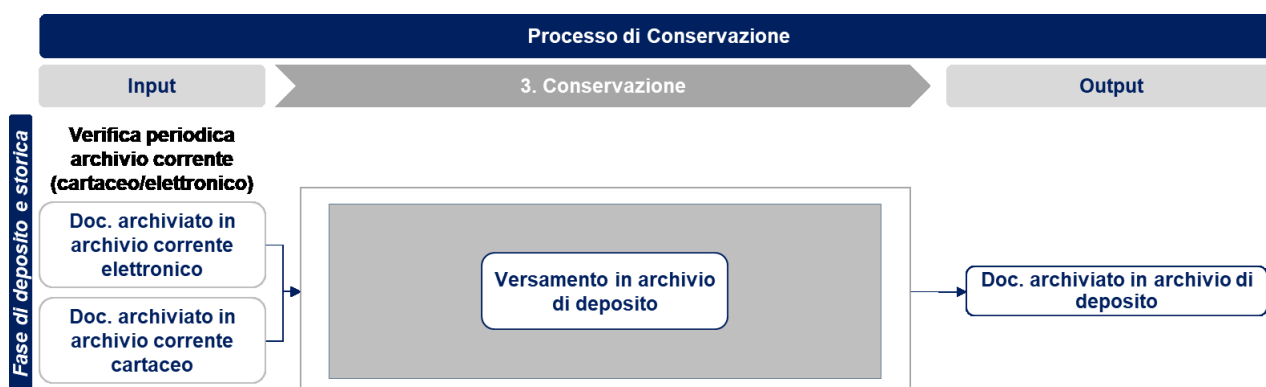 Processo di Conservazione
Input
3. Conservazione
Output
Fase di deposito e storica
Verifica periodica
archivio corrente
(cartaceo/elettronico)
Doc. archiviato in
archivio corrente
elettronico
Doc. archiviato in
archivio corrente
cartaceo
Versamento in archivio
di deposito
Doc. archiviato in archivio di
deposito